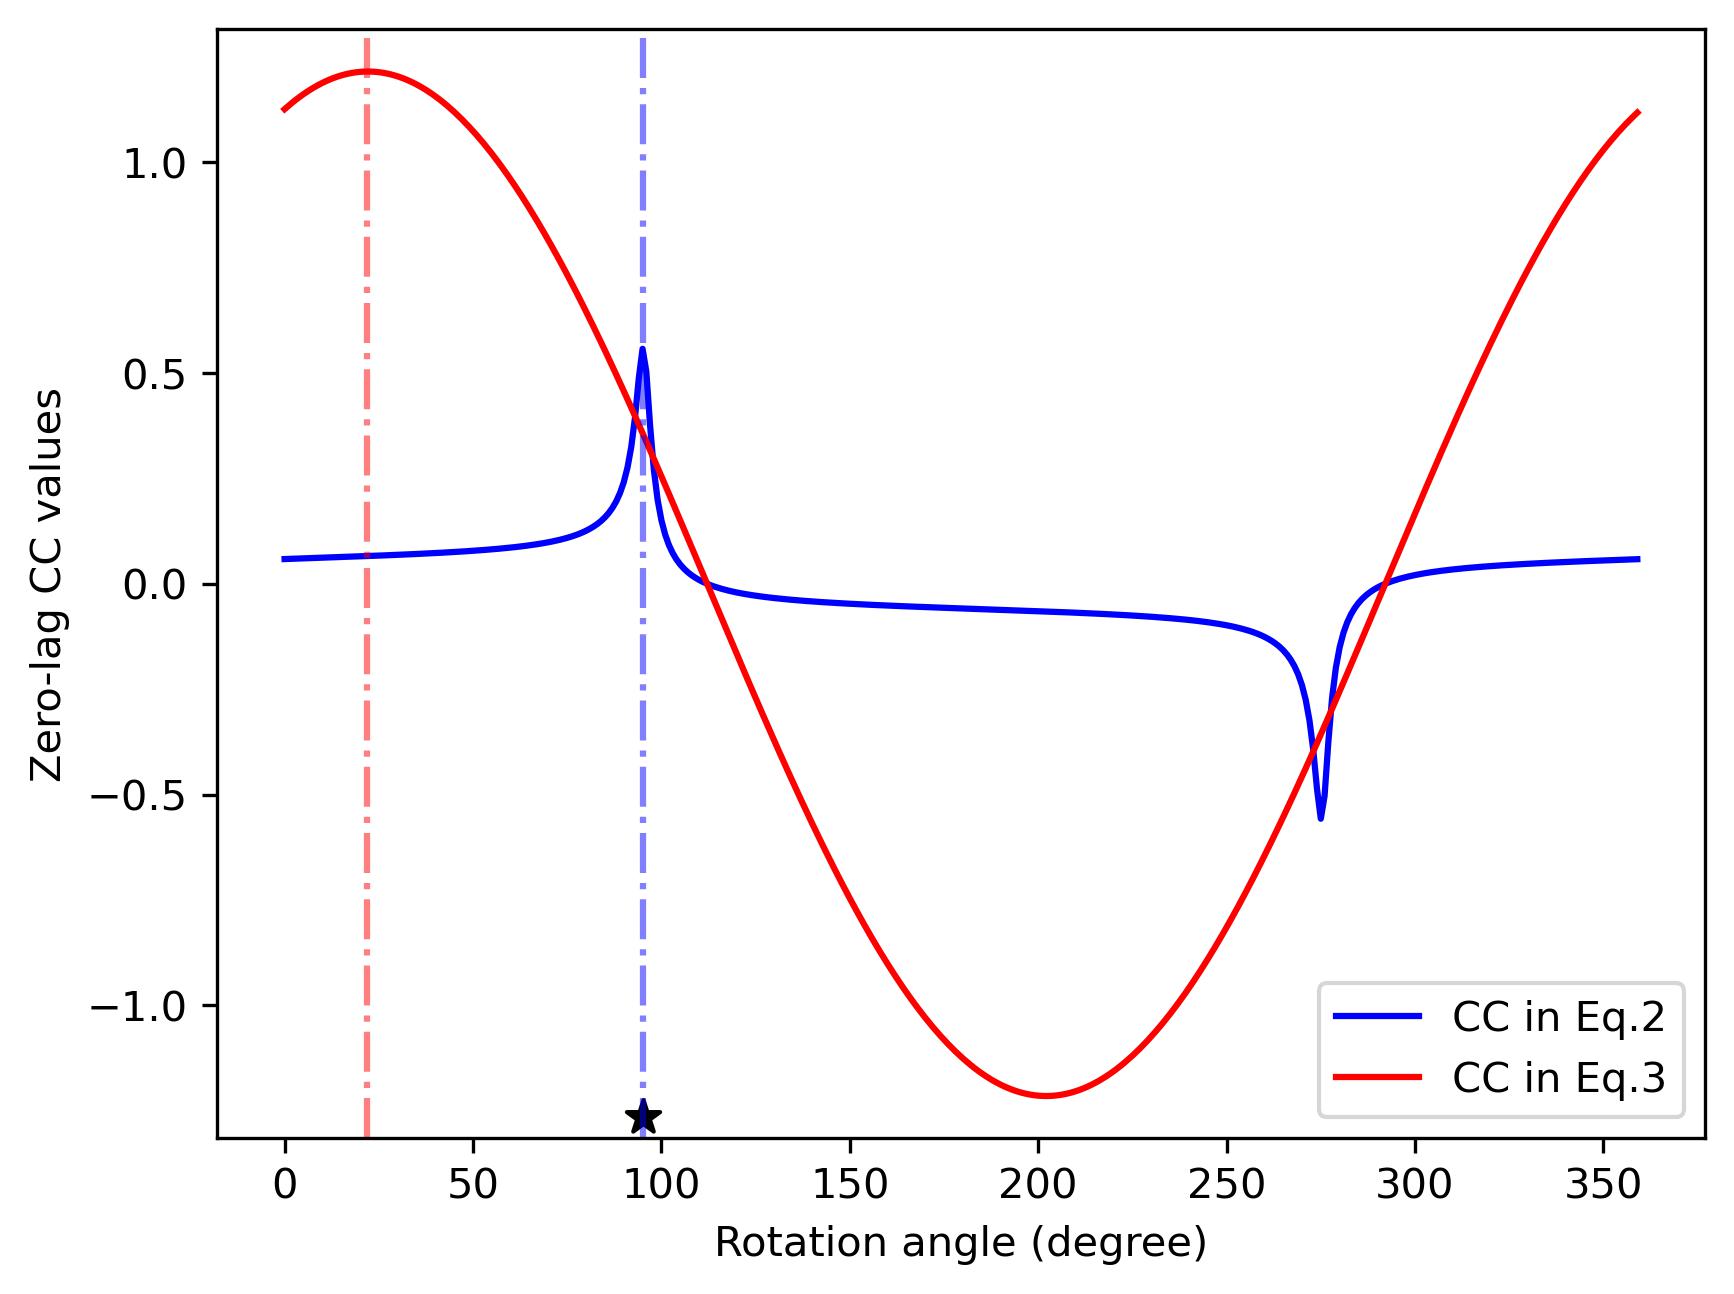 Zero-lag CC values
1.0
0.5
0.0
−0.5
−1.0
CC in Eq.2
CC in Eq.3
0 50 100 150 200 250 300 350
Rotation angle (degree)